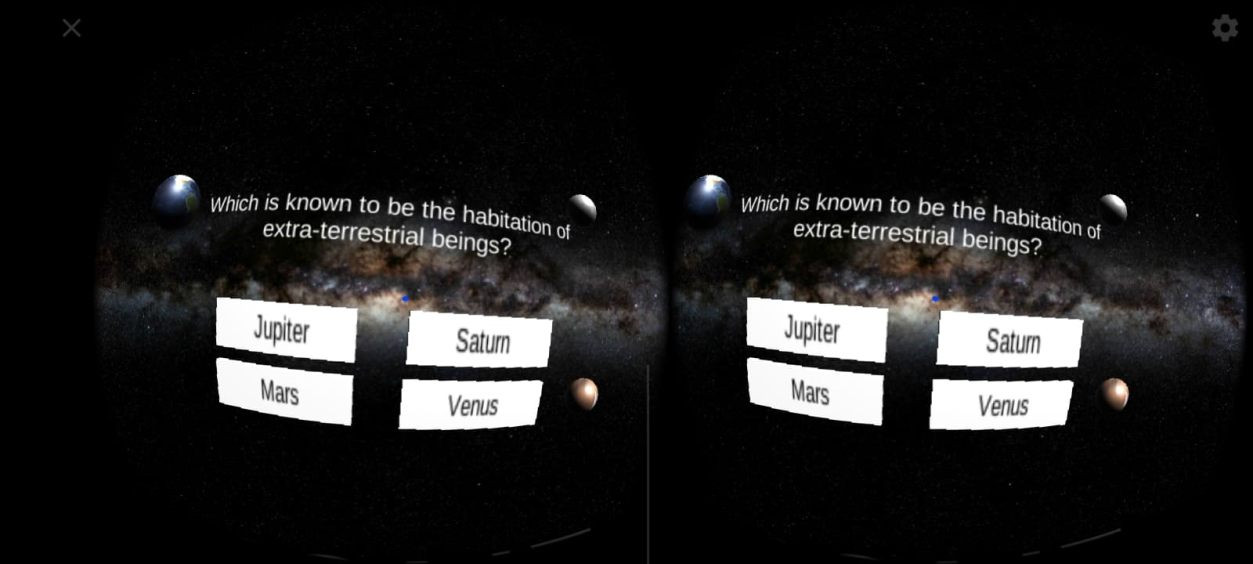 Which is known to be the habitation of
extra-terrestrial beings?
Jupiter
Saturn
Mars
Venus
Which is known to be the habitation of
extra-terrestrial beings?
Jupiter
Saturn
Mars
Venus